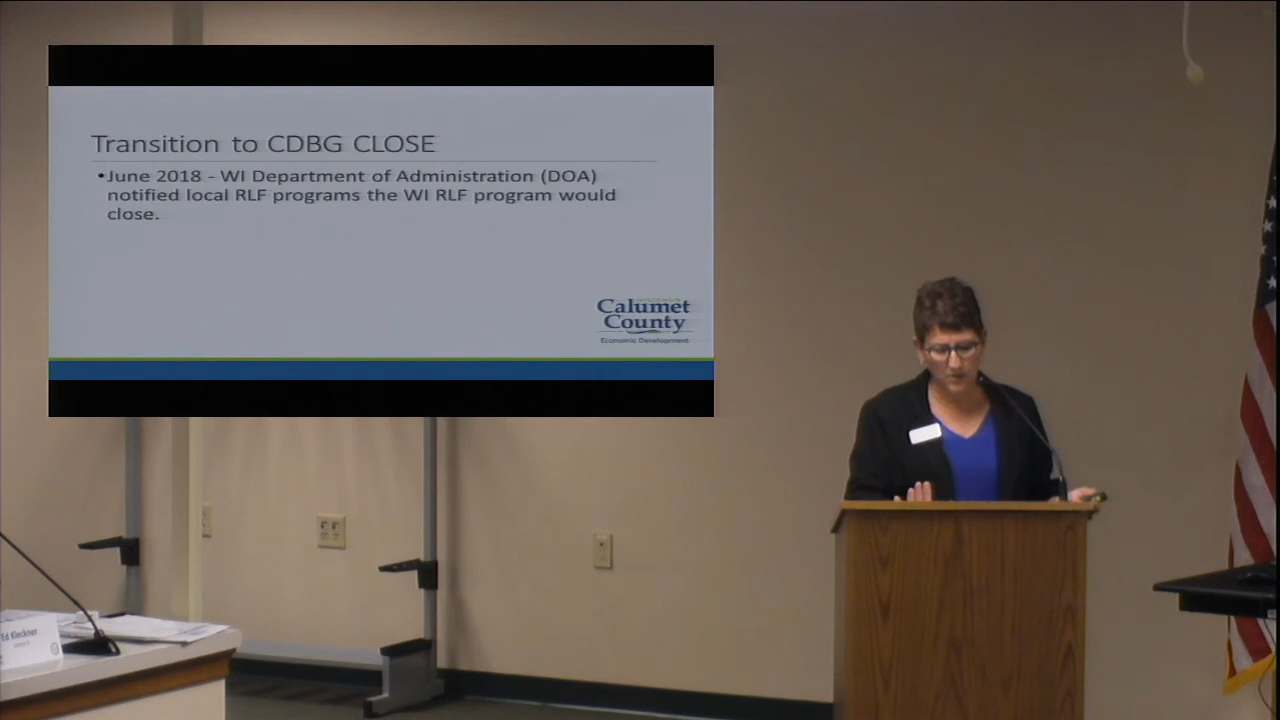 Transition to CDBG CLOSE
•June 2018 - WI Department of Administration (DOA)
notified local RLF programs the WI RLF program would
close.
Calumet
County
Economic Development
Ed Kleckner